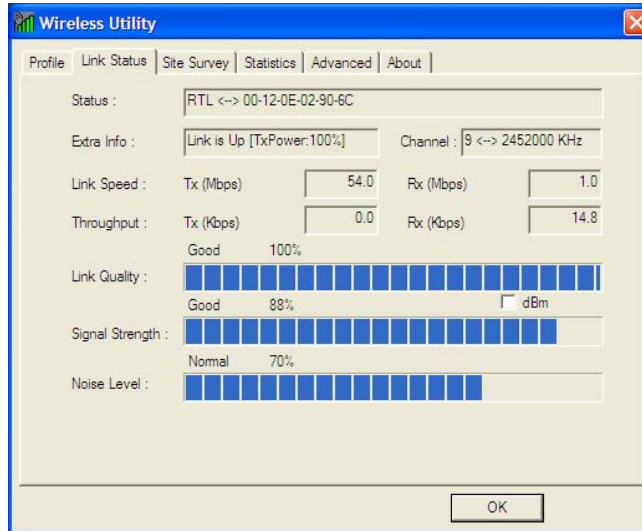 Wireless Utility
Profile Link Status Site Survey Statistics Advanced About
Status : RTL <--> 00-12-0E-02-90-6C
Extra Info : Link is Up [TxPower:100%] Channel : 9 <--> 2452000 KHz
Link Speed : Tx (Mbps) 54.0 Rx (Mbps) 1.0
Throughput : Tx (Kbps) 0.0 Rx (Kbps) 14.8
Good 100%
Link Quality :
Good 88% dBm
Signal Strength :
Normal 70%
Noise Level :
OK